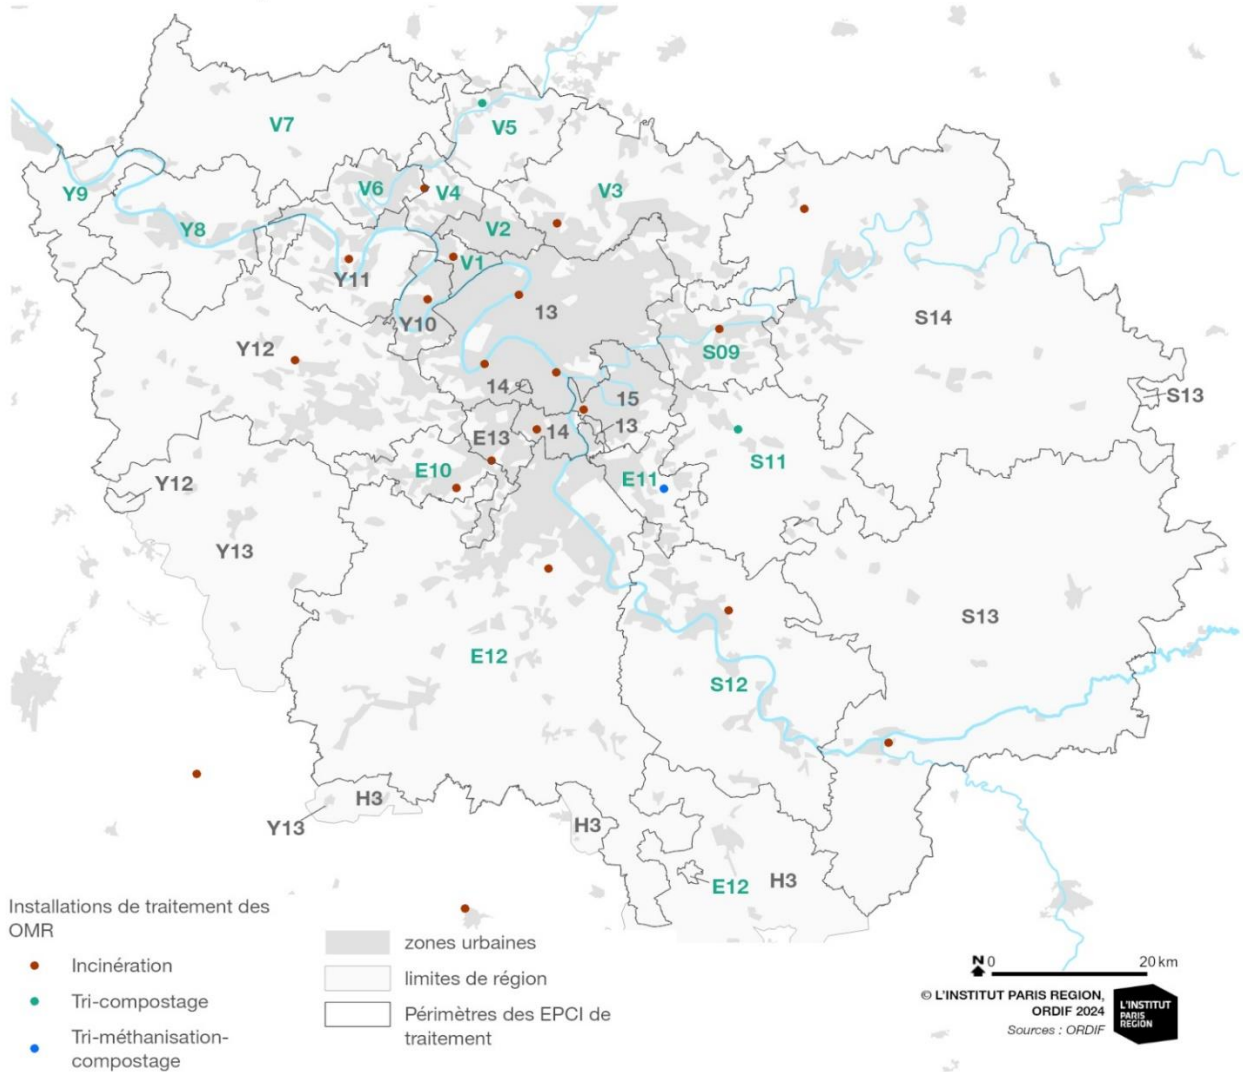 V7
V5
V6
V4
V3
Y9
Y8
V2
V1
Y11
Y10
13
S14
Y12
S09
S13
14
15
E13
14
13
E10
E11
S11
Y12
Y13
S13
E12
S12
H3
Y13
H3
E12
H3
Installations de traitement des
OMR
Incinération
Tri-compostage
Tri-méthanisation-
compostage
zones urbaines
limites de région
Périmètres des EPCI de
traitement
N 0 20 km
© L'INSTITUT PARIS REGION,
ORDIF 2024
Sources : ORDIF
L'INSTITUT
PARIS
REGION